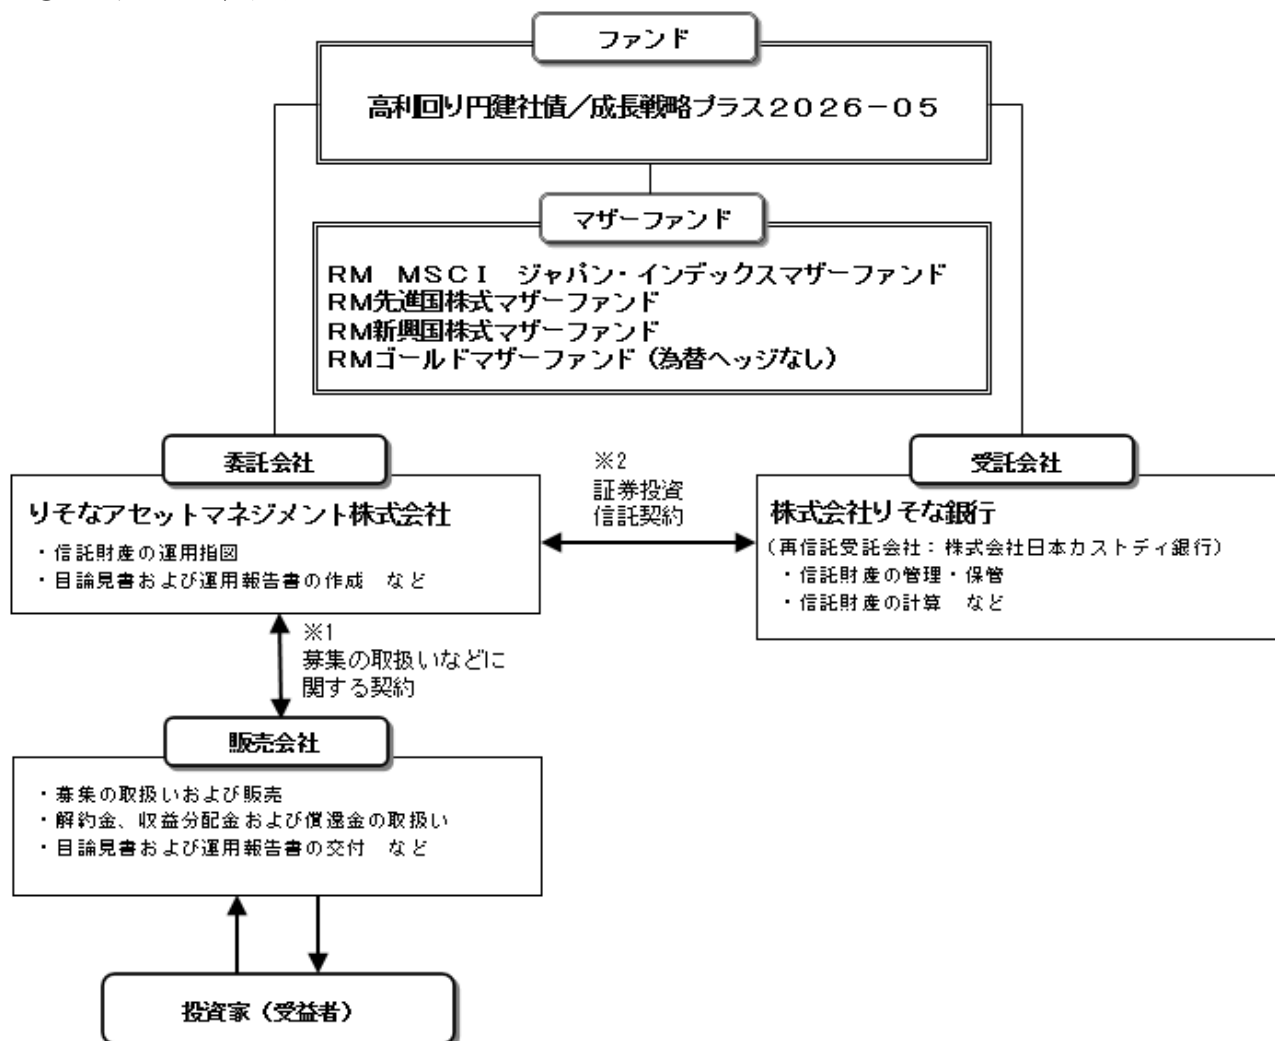 ファンド
高利回り円建社債／成長戦略プラス２０２６－０５
マザーファンド
ＲＭ　ＭＳＣＩ　ジャパン・インデックスマザーファンド
ＲＭ先進国株式マザーファンド
ＲＭ新興国株式マザーファンド
ＲＭゴールドマザーファンド（為替ヘッジなし）
委託会社
りそなアセットマネジメント株式会社
・信託財産の運用指図
・目論見書および運用報告書の作成　など
※2
証券投資
信託契約
受託会社
株式会社りそな銀行
（再信託受託会社：株式会社日本カストディ銀行）
・信託財産の管理・保管
・信託財産の計算　など
※1
募集の取扱いなどに
関する契約
販売会社
・募集の取扱いおよび販売
・解約金、収益分配金および償還金の取扱い
・目論見書および運用報告書の交付　など
投資家（受益者）